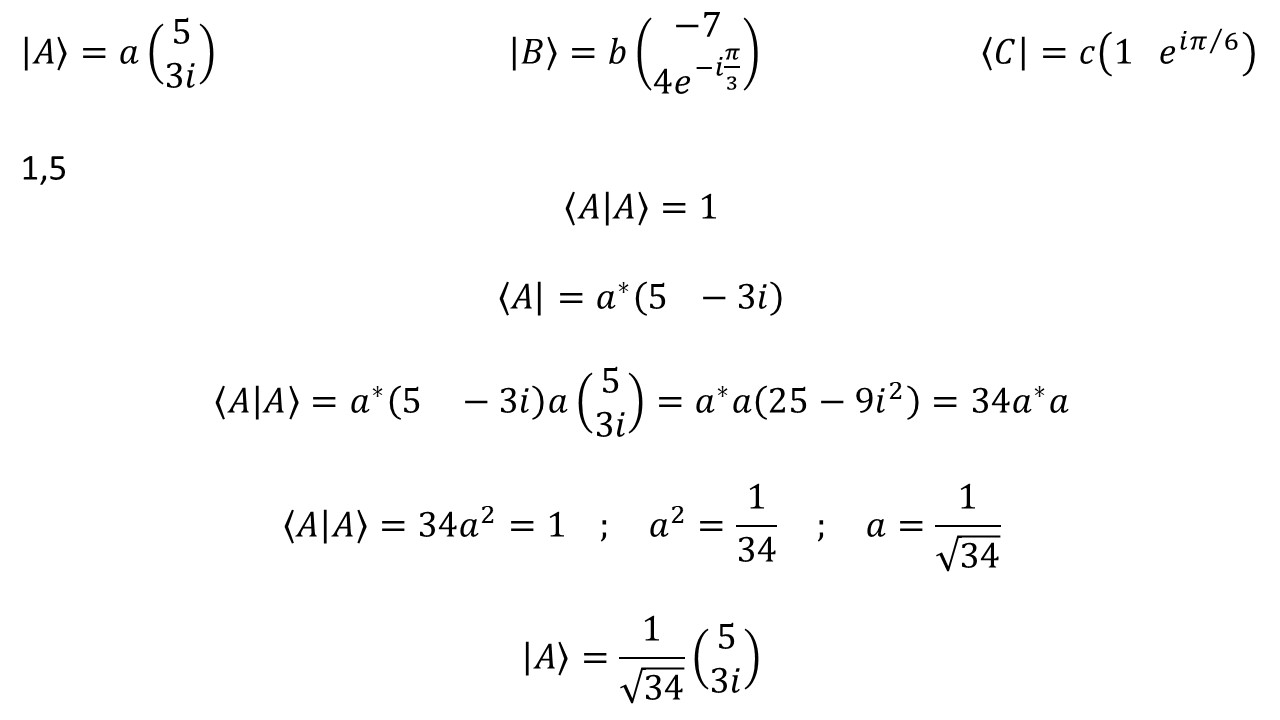 |A⟩ = a (5 3i) |B⟩ = b (−7 4e^{−iπ/3}) ⟨C| = c(1 e^{iπ/6})
1,5
⟨A|A⟩ = 1
⟨A| = a*(5 − 3i)
⟨A|A⟩ = a*(5 − 3i)a (5 3i) = a*a(25 − 9i²) = 34a*a
⟨A|A⟩ = 34a² = 1 ; a² = 1/34 ; a = 1/√34
|A⟩ = 1/√34 (5 3i)